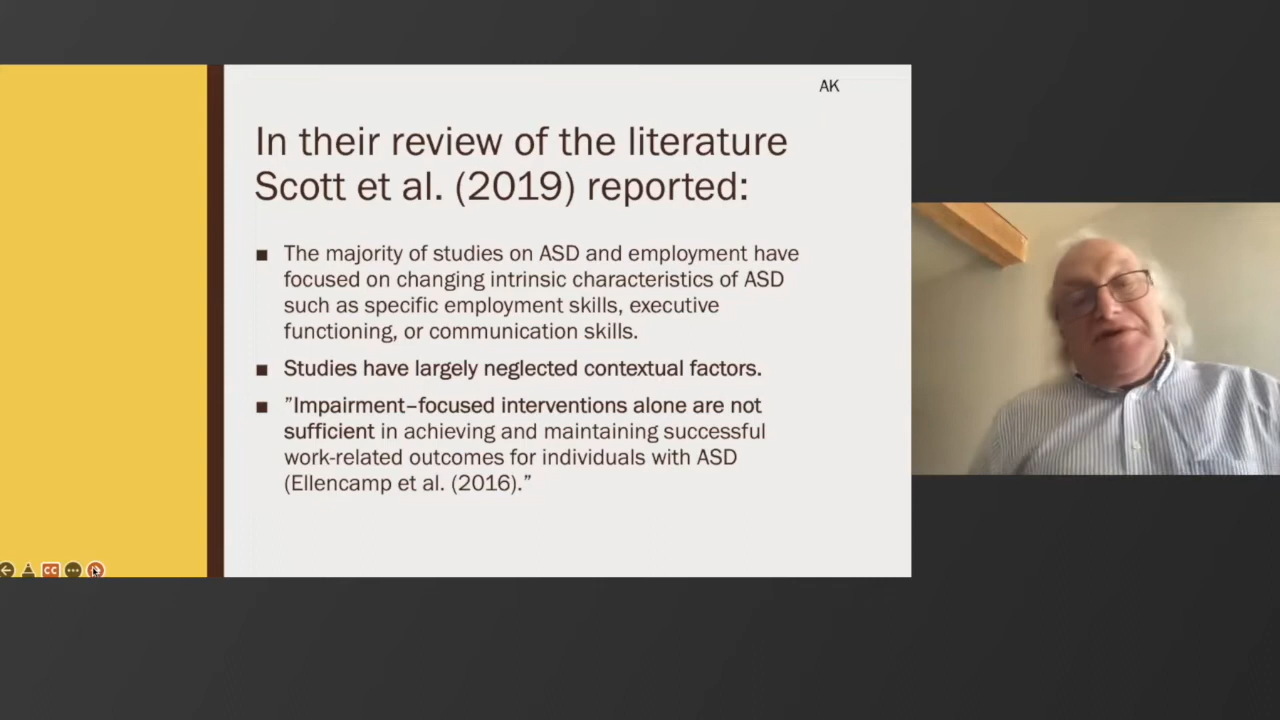 AK
In their review of the literature
Scott et al. (2019) reported:
■ The majority of studies on ASD and employment have
focused on changing intrinsic characteristics of ASD
such as specific employment skills, executive
functioning, or communication skills.
■ Studies have largely neglected contextual factors.
■ ”Impairment–focused interventions alone are not
sufficient in achieving and maintaining successful
work-related outcomes for individuals with ASD
(Ellencamp et al. (2016).”
CC